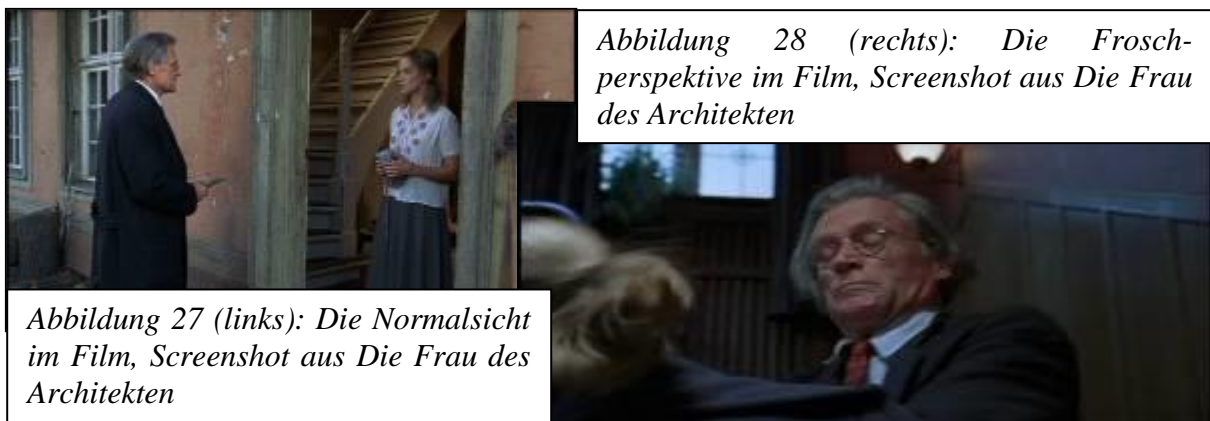 Abbildung 28 (rechts): Die Frosch-
perspektive im Film, Screenshot aus Die Frau
des Architekten
Abbildung 27 (links): Die Normalsicht
im Film, Screenshot aus Die Frau des
Architekten